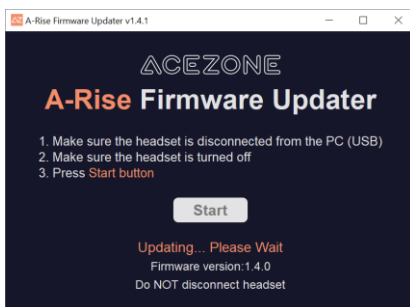 A-Rise Firmware Updater v1.4.1
ACEZONE
A-Rise Firmware Updater
1. Make sure the headset is disconnected from the PC (USB)
2. Make sure the headset is turned off
3. Press Start button
Start
Updating... Please Wait
Firmware version:1.4.0
Do NOT disconnect headset